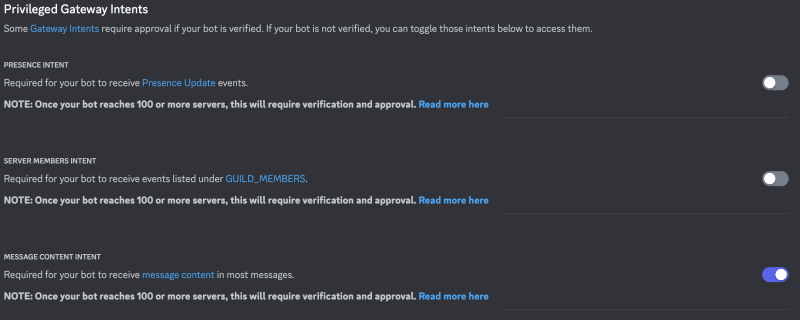 Privileged Gateway Intents
Some Gateway Intents require approval if your bot is verified. If your bot is not verified, you can toggle those intents below to access them.
PRESENCE INTENT
Required for your bot to receive Presence Update events.
NOTE: Once your bot reaches 100 or more servers, this will require verification and approval. Read more here
SERVER MEMBERS INTENT
Required for your bot to receive events listed under GUILD_MEMBERS.
NOTE: Once your bot reaches 100 or more servers, this will require verification and approval. Read more here
MESSAGE CONTENT INTENT
Required for your bot to receive message content in most messages.
NOTE: Once your bot reaches 100 or more servers, this will require verification and approval. Read more here